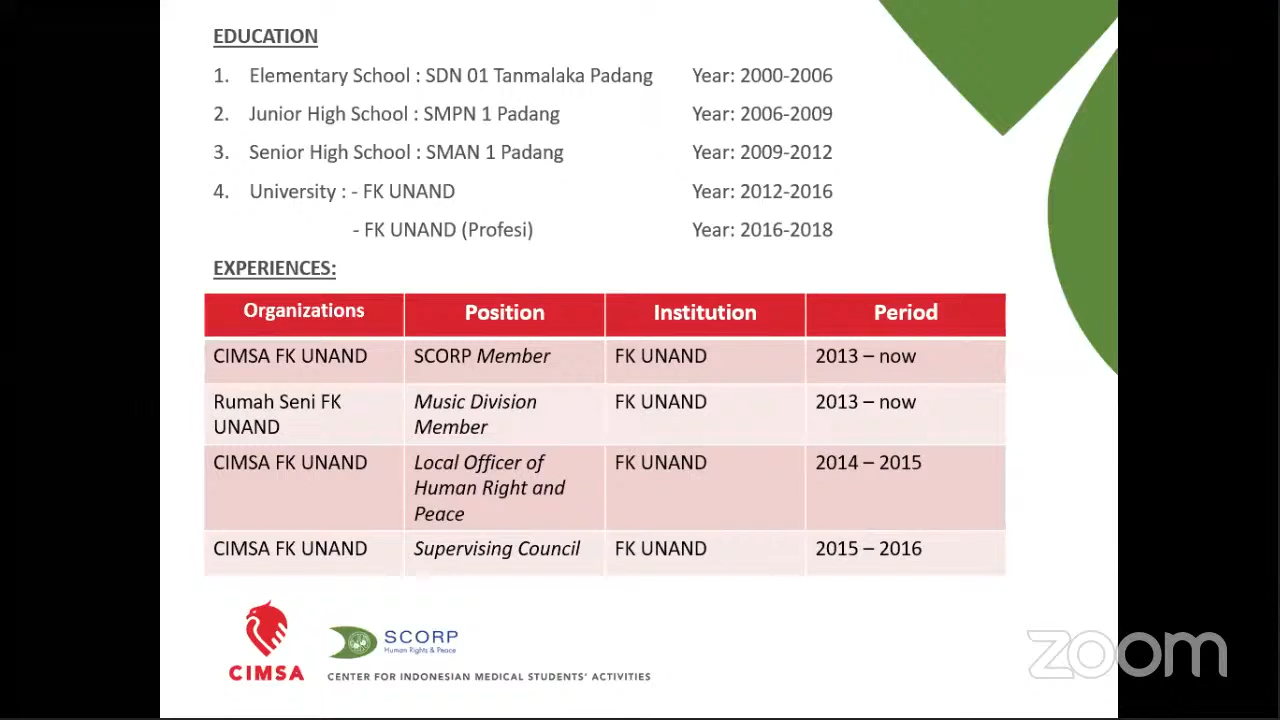 EDUCATION
1. Elementary School : SDN 01 Tanmalaka Padang Year: 2000-2006
2. Junior High School : SMPN 1 Padang Year: 2006-2009
3. Senior High School : SMAN 1 Padang Year: 2009-2012
4. University : - FK UNAND Year: 2012-2016
- FK UNAND (Profesi) Year: 2016-2018
EXPERIENCES:
Organizations Position Institution Period
CIMSA FK UNAND SCORP Member FK UNAND 2013 – now
Rumah Seni FK Music Division FK UNAND 2013 – now
UNAND Member
CIMSA FK UNAND Local Officer of FK UNAND 2014 – 2015
Human Right and
Peace
CIMSA FK UNAND Supervising Council FK UNAND 2015 – 2016
SCORP
Human Rights & Peace
CIMSA
CENTER FOR INDONESIAN MEDICAL STUDENTS' ACTIVITIES
zoom